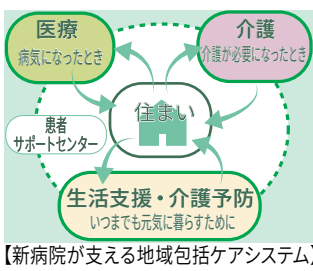 医療
病気になったとき
介護
介護が必要になったとき
住まい
患者
サポートセンター
生活支援・介護予防
いつまでも元気に暮らすために
【新病院が支える地域包括ケアシステム】